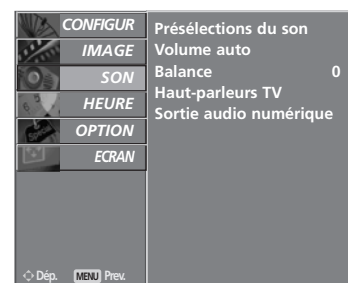 CONFIGUR
IMAGE
SON
HEURE
OPTION
ECRAN
Présélections du son
Volume auto
Balance 0
Haut-parleurs TV
Sortie audio numérique
Dép. MENU Prev.